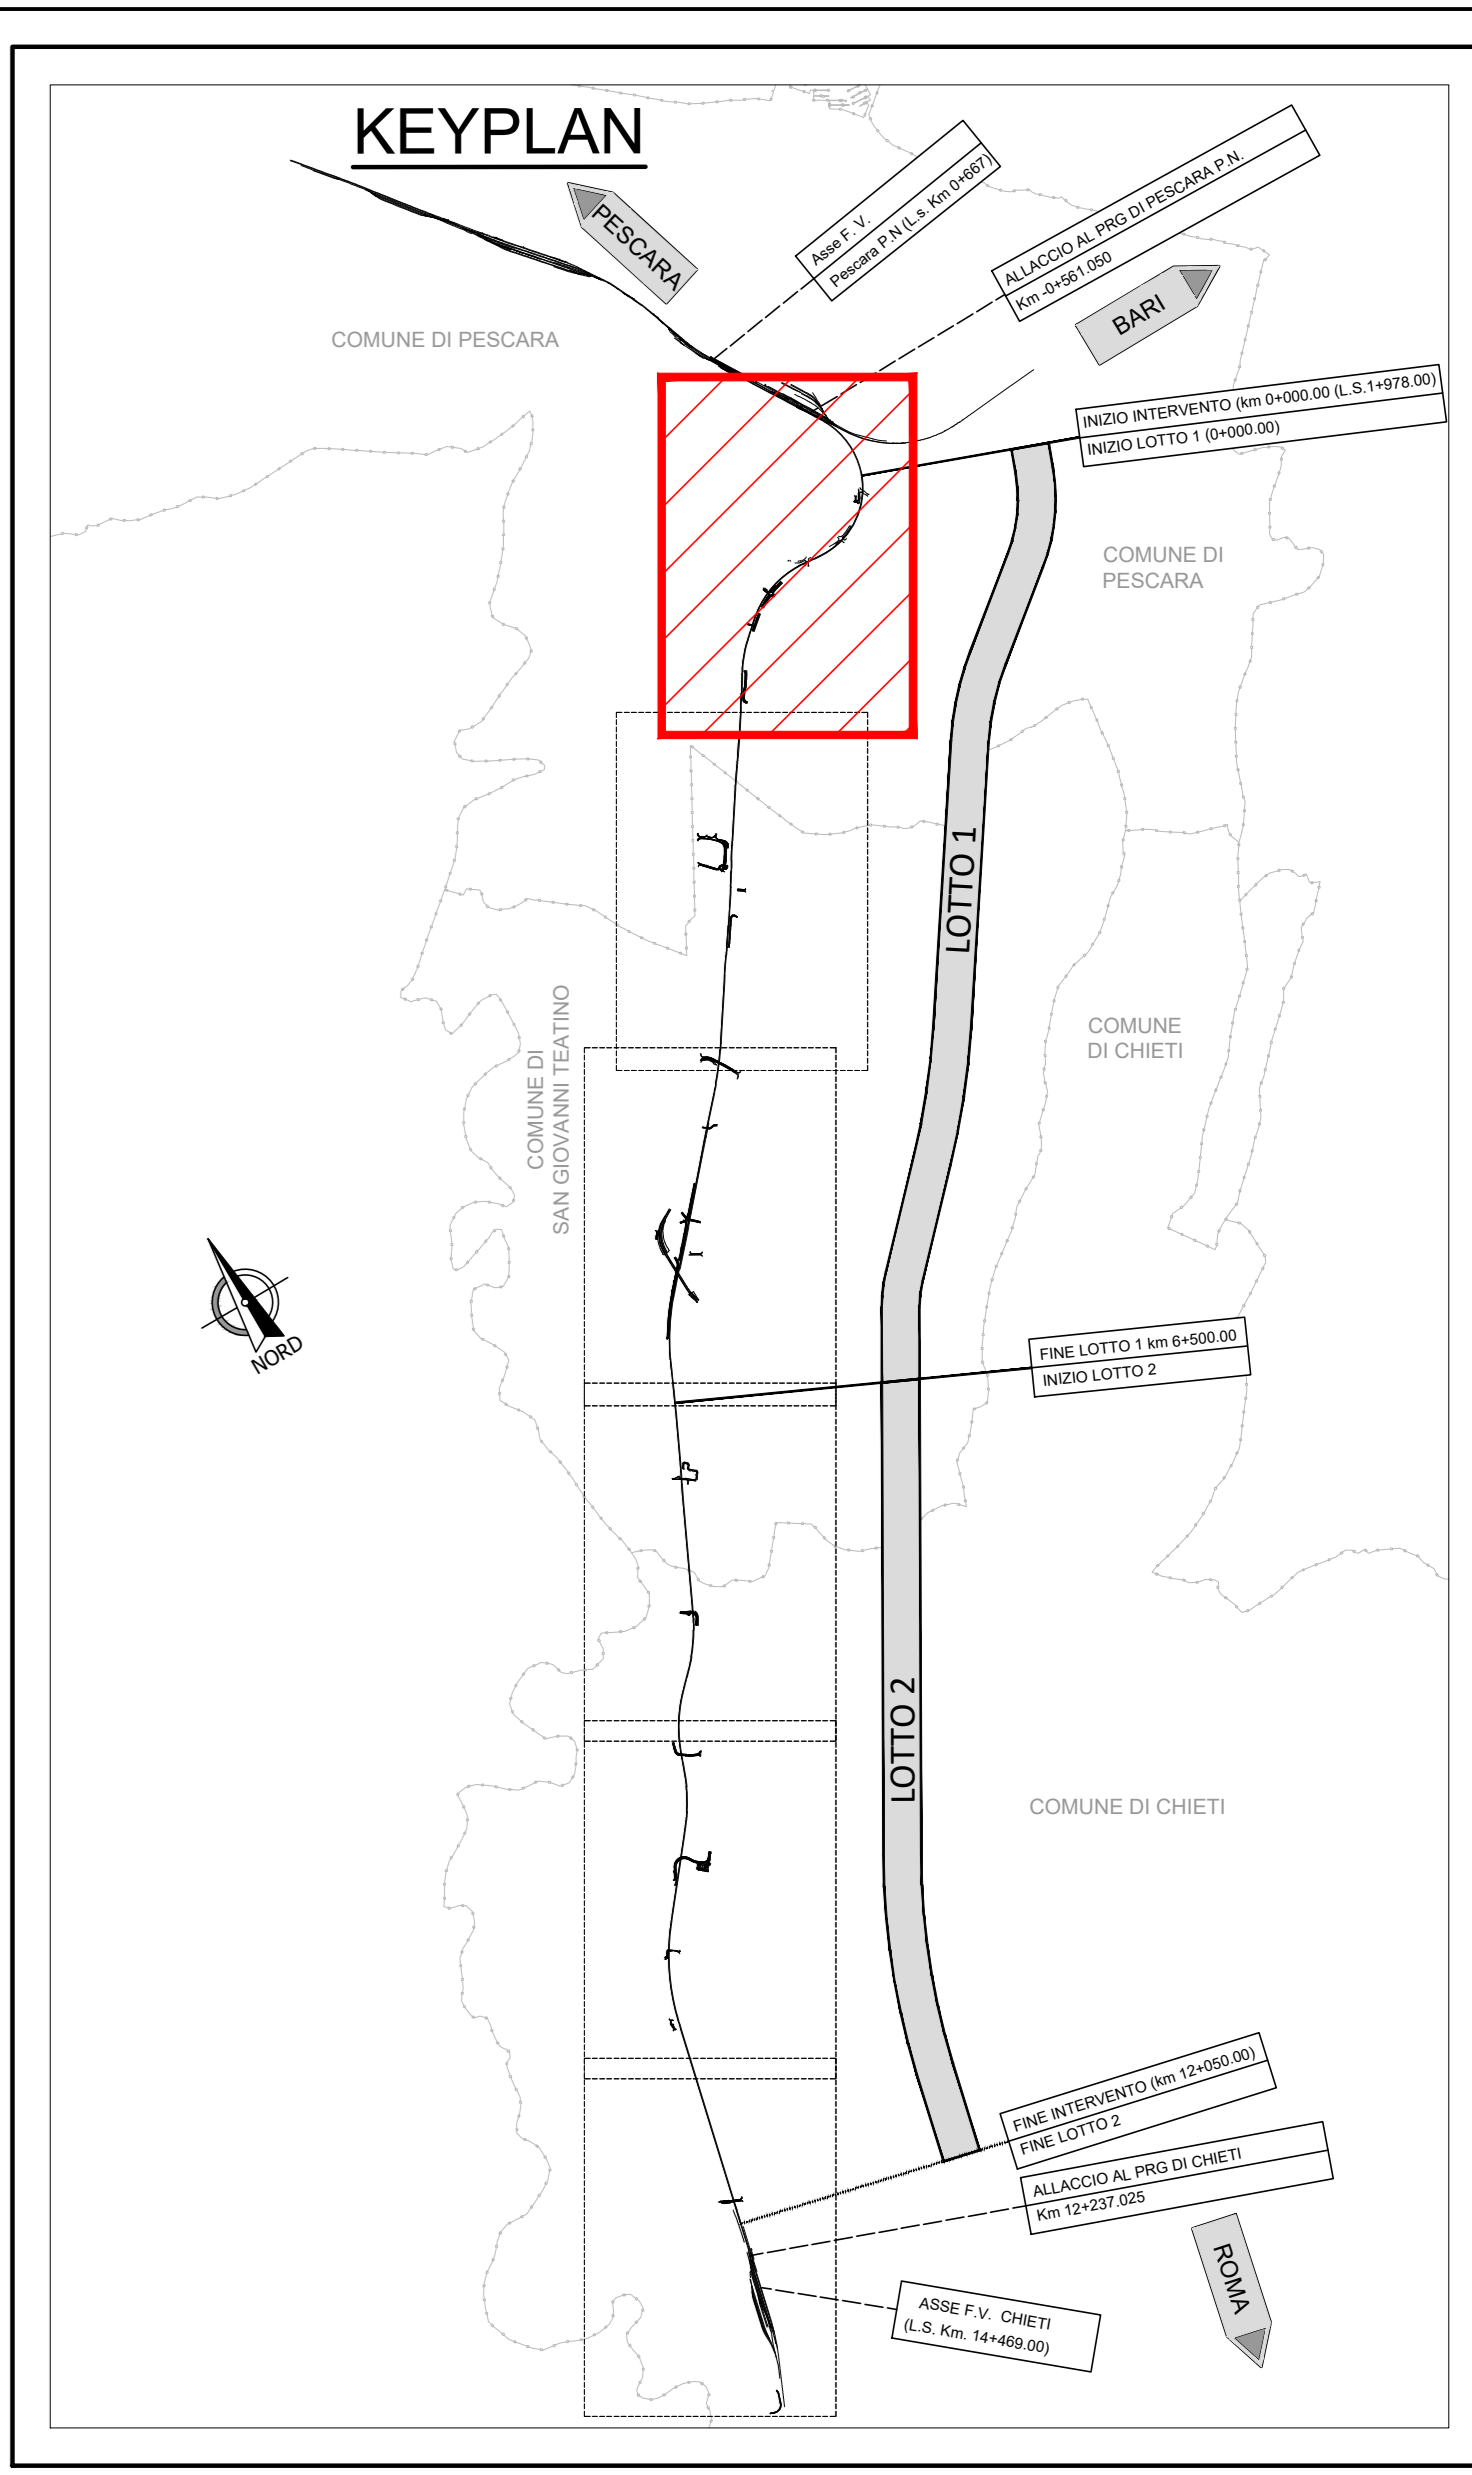 KEYPLAN
PESCARA
Asse F. V.
Pescara P.N (L.s. Km 0+667)
ALLACCIO AL PRG DI PESCARA P.N.
Km -0+561.050
BARI
COMUNE DI PESCARA
INIZIO INTERVENTO (km 0+000.00 (L.S.1+978.00)
INIZIO LOTTO 1 (0+000.00)
COMUNE DI
PESCARA
LOTTO 1
COMUNE DI
SAN GIOVANNI TEATINO
COMUNE
DI CHIETI
NORD
FINE LOTTO 1 km 6+500.00
INIZIO LOTTO 2
LOTTO 2
COMUNE DI CHIETI
FINE INTERVENTO (km 12+050.00)
FINE LOTTO 2
ALLACCIO AL PRG DI CHIETI
Km 12+237.025
ROMA
ASSE F.V. CHIETI
(L.S. Km. 14+469.00)